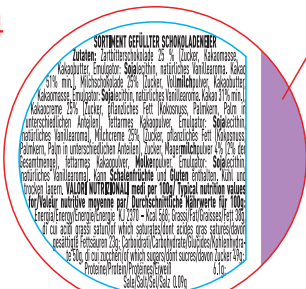 SORTIMENT GEFÜLLTER SCHOKOLADENEIER
Zutaten: Zartbitterschokolade 25 % (Zucker, Kakaomasse,
Kakaobutter, Emulgator: Sojalecithin, natürliches Vanillearoma. Kakao
51% min.), Milchschokolade 25% (Zucker, Vollmilchpulver, Kakaobutter,
Kakaomasse, Emulgator: Sojalecithin, natürliches Vanillearoma. Kakao 31% min.),
Kakaocreme 25% (Zucker, pflanzliches Fett (Kokosnuss, Palmkern, Palm in
unterschiedlichen Anteilen), fettarmes Kakaopulver, Emulgator: Sojalecithin,
natürliches Vanillearoma), Milchcreme 25% (Zucker, pflanzliches Fett (Kokosnuss,
Palmkern, Palm in unterschiedlichen Anteilen), Zucker, Magermilchpulver 4% (2% der
Gesamtmenge), fettarmes Kakaopulver, Molkenpulver, Emulgator: Sojalecithin,
natürliches Vanillearoma). Kann Schalenfrüchte und Gluten enthalten. Kühl und
trocken lagern. VALORI NUTRIZIONALI medi per 100g/ Typical nutrition values
for/Valeur nutritive moyenne par/ Durchschnittliche Nährwerte für 100g:
Energia/Energy/Energie/Energie KJ 2370 – Kcal 569; Grassi/Fat/Graisses/Fett 38g,
di cui acidi grassi saturi/of which saturates/dont acides gras saturés/davon
gesättigte Fettsäuren 23g; Carboidrati/Carbohydrate/Glucides/Kohlenhydra-
te 50g, di cui zuccheri/of which sugars/dont sucres/davon Zucker 49g;
Proteine/Protein/Protéines/Eiweiß 6,1g;
Sale/Salt/Sel/Salz 0,09g